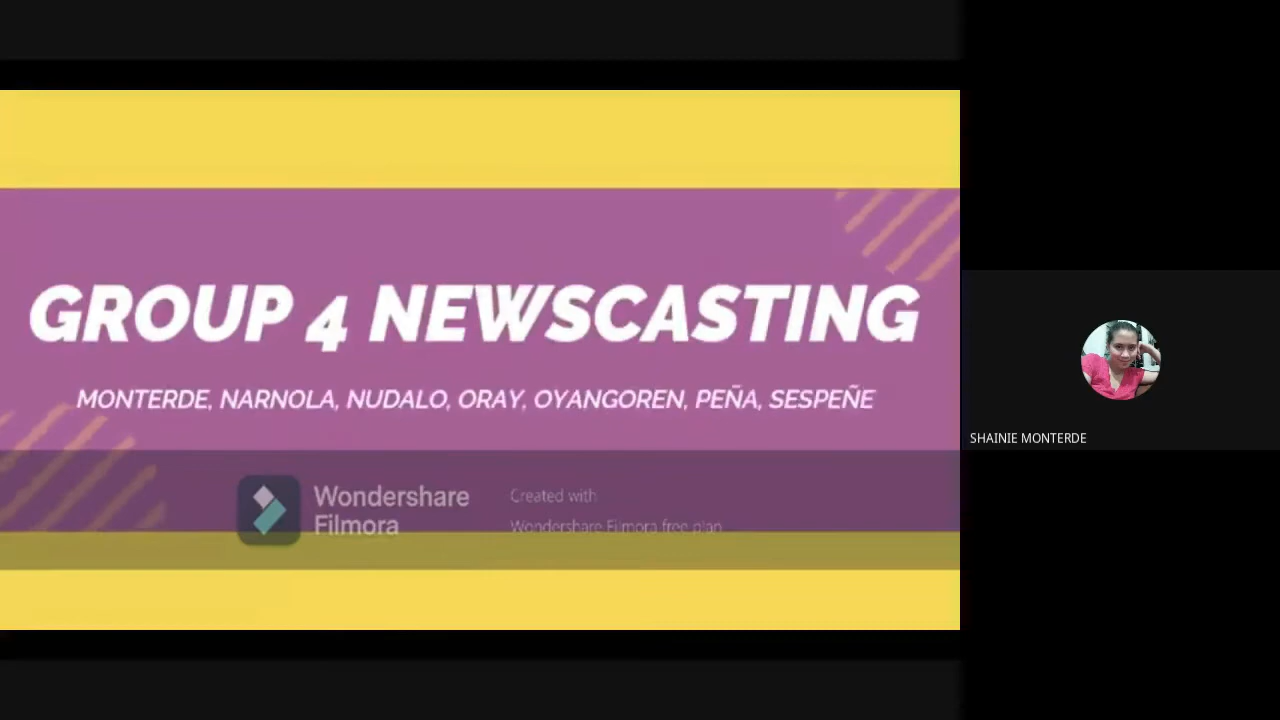 GROUP 4 NEWSCASTING
MONTERDE, NARNOLA, NUDALO, ORAY, OYANGOREN, PEÑA, SESPEÑE
Wondershare
Filmora
Created with
Wondershare Filmora free plan
SHAINIE MONTERDE